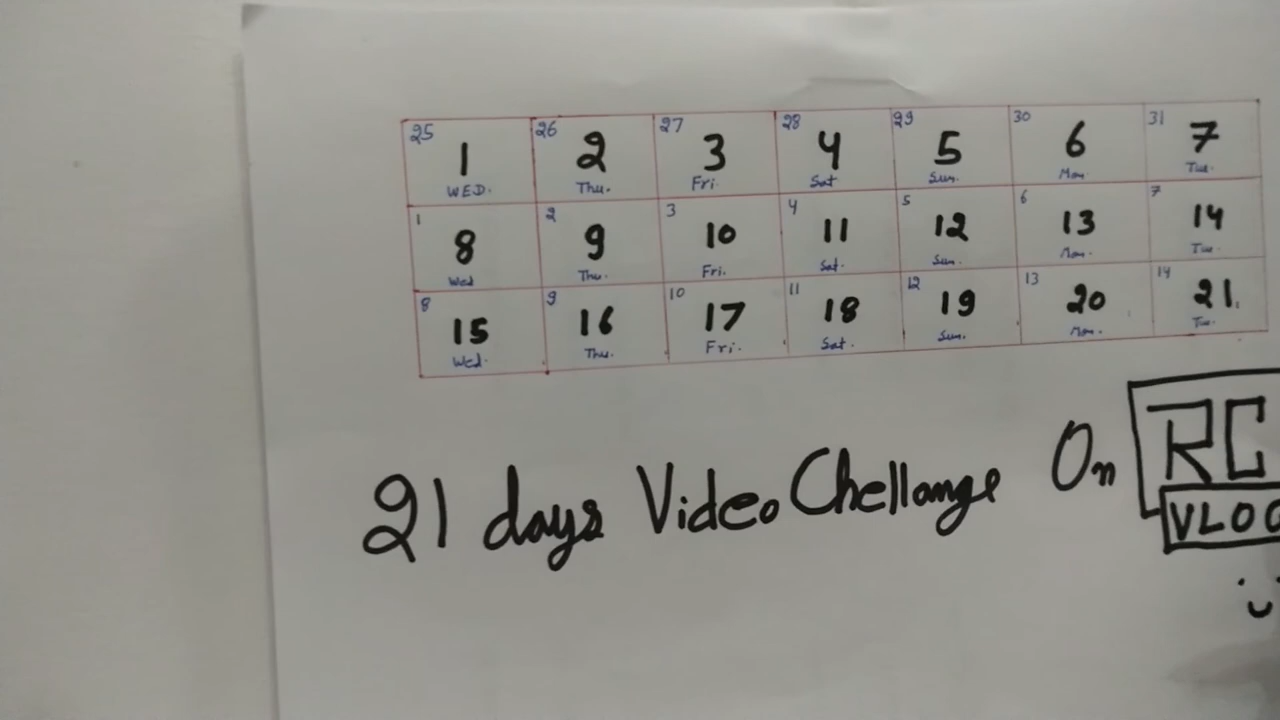 25 26 27 28 29 30 31
1 2 3 4 5 6 7
WED. Thu. Fri. Sat Sun. Mon. Tue.
1 2 3 4 5 6 7
8 9 10 11 12 13 14
Wed Thu. Fri. Sat. Sun. Mon. Tue.
8 9 10 11 12 13 14
15 16 17 18 19 20 21.
Wed. Thu. Fri. Sat. Sun. Mon. Tue.
21 days Video Chellange On RC
VLOG